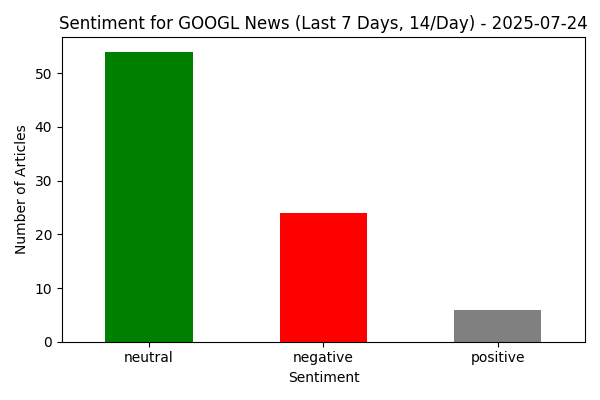 Sentiment for GOOGL News (Last 7 Days, 14/Day) - 2025-07-24
Number of Articles
50
40
30
20
10
0
neutral negative positive
Sentiment